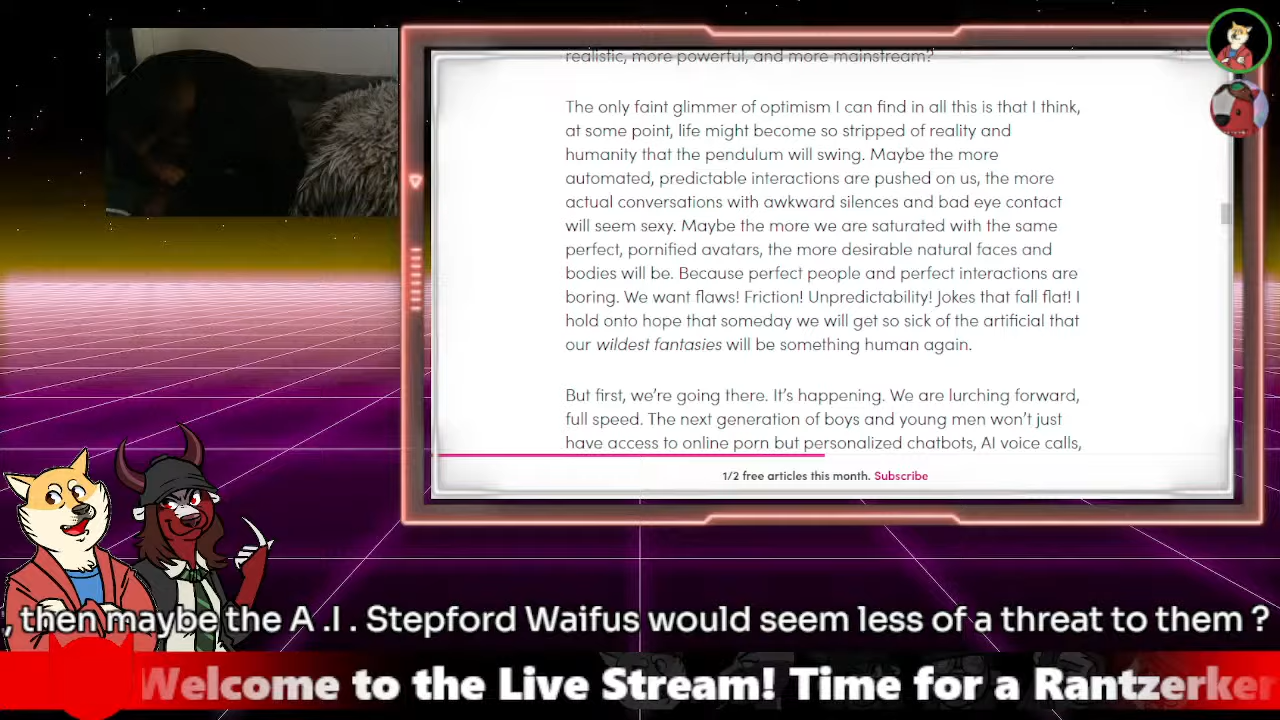 realistic, more powerful, and more mainstream?
The only faint glimmer of optimism I can find in all this is that I think,
at some point, life might become so stripped of reality and
humanity that the pendulum will swing. Maybe the more
automated, predictable interactions are pushed on us, the more
actual conversations with awkward silences and bad eye contact
will seem sexy. Maybe the more we are saturated with the same
perfect, pornified avatars, the more desirable natural faces and
bodies will be. Because perfect people and perfect interactions are
boring. We want flaws! Friction! Unpredictability! Jokes that fall flat! I
hold onto hope that someday we will get so sick of the artificial that
our wildest fantasies will be something human again.
But first, we're going there. It's happening. We are lurching forward,
full speed. The next generation of boys and young men won't just
have access to online porn but personalized chatbots, AI voice calls,
1/2 free articles this month. Subscribe
, then maybe the A .I . Stepford Waifus would seem less of a threat to them ?
Welcome to the Live Stream! Time for a Rantzerker